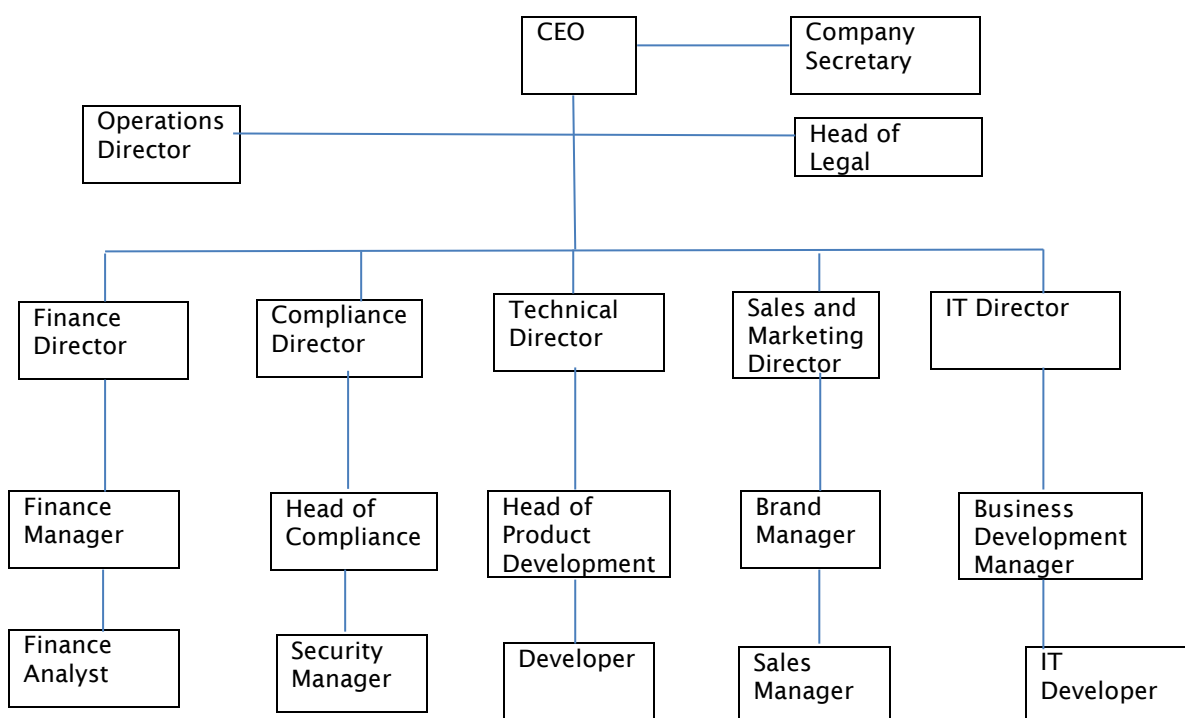 CEO
Company
Secretary
Operations
Director
Head of
Legal
Finance
Director
Compliance
Director
Technical
Director
Sales and
Marketing
Director
IT Director
Finance
Manager
Head of
Compliance
Head of
Product
Development
Brand
Manager
Business
Development
Manager
Finance
Analyst
Security
Manager
Developer
Sales
Manager
IT
Developer